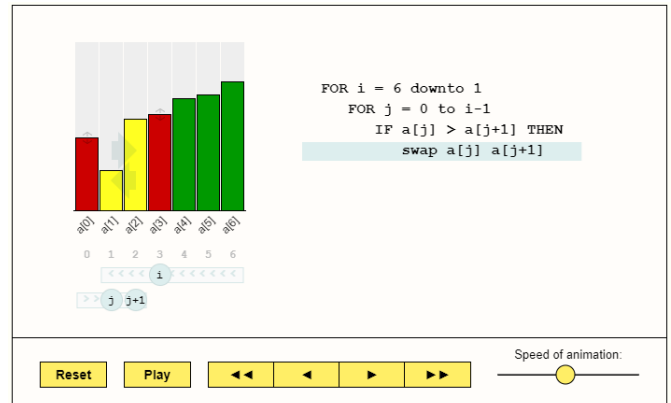 FOR i = 6 downto 1
FOR j = 0 to i-1
IF a[j] > a[j+1] THEN
swap a[j] a[j+1]
a[0] a[1] a[2] a[3] a[4] a[5] a[6]
0 1 2 3 4 5 6
< < < < i < < < < < < <
> > j j+1
Speed of animation:
Reset Play ◄◄ ◄ ► ►►